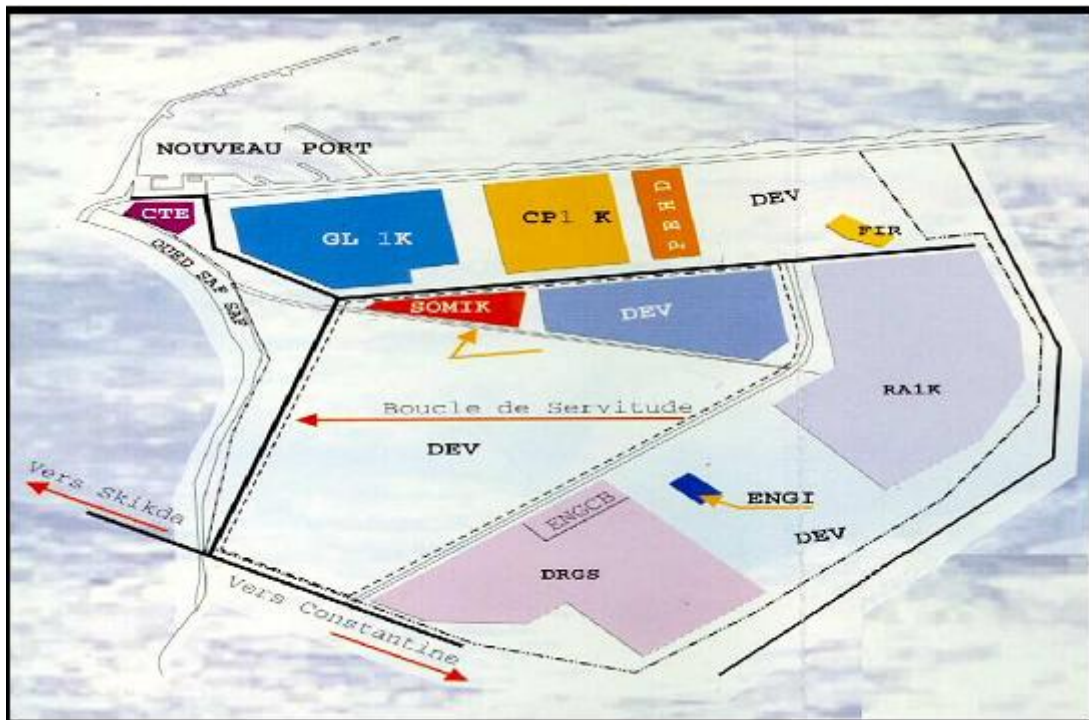 NOUVEAU PORT
CTE
GL 1K
CP1 K
PEHD
DEV
FIR
OUED SAF SAF
SOMIK
DEV
RA1K
Boucle de Servitude
DEV
Vers Skikda
ENGI
ENGCB
DEV
DRGS
Vers Constantine